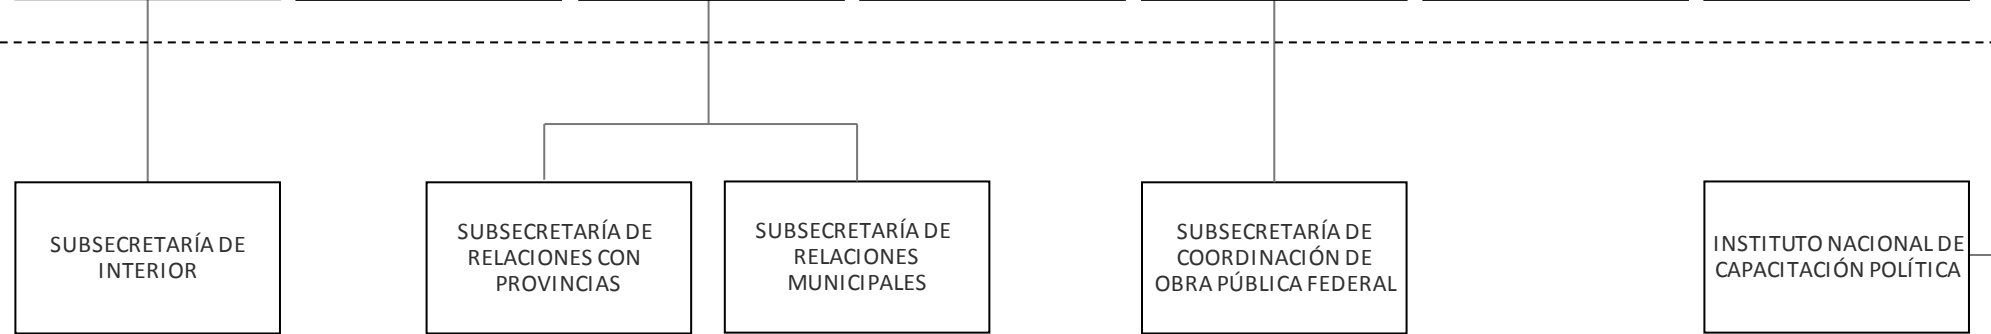 SUBSECRETARÍA DE
INTERIOR
SUBSECRETARÍA DE
RELACIONES CON
PROVINCIAS
SUBSECRETARÍA DE
RELACIONES
MUNICIPALES
SUBSECRETARÍA DE
COORDINACIÓN DE
OBRA PÚBLICA FEDERAL
INSTITUTO NACIONAL DE
CAPACITACIÓN POLÍTICA